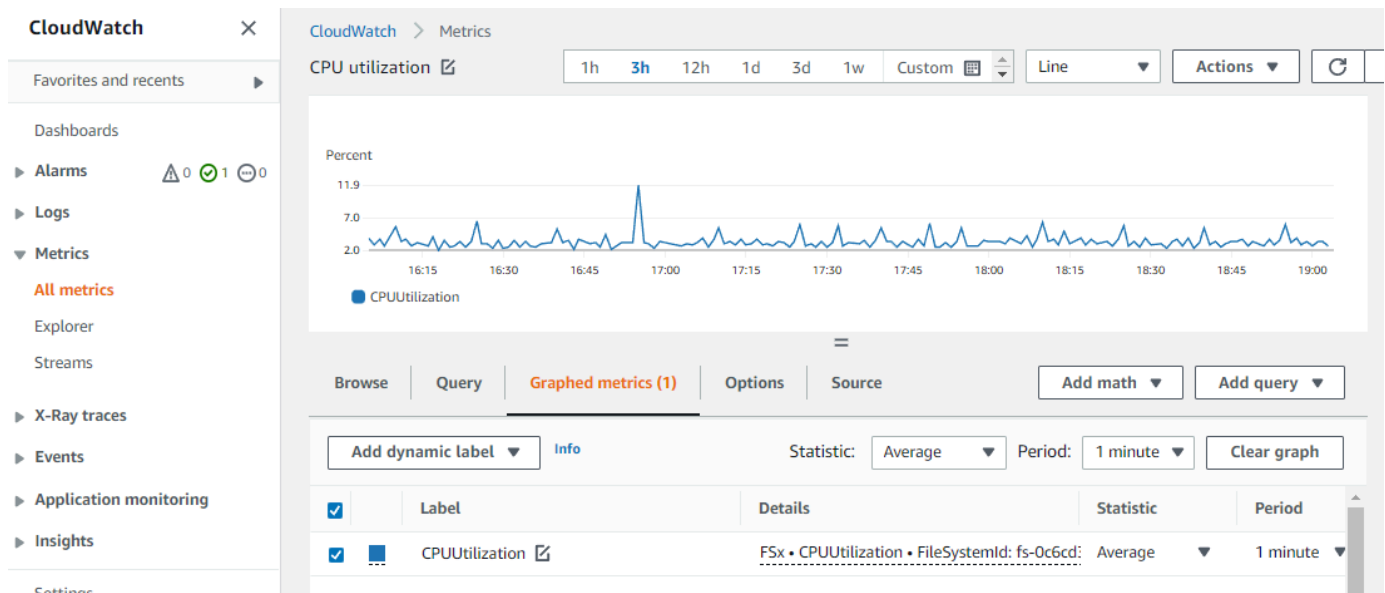 CloudWatch
Favorites and recents
Dashboards
Alarms 0 1 0
Logs
Metrics
All metrics
Explorer
Streams
X-Ray traces
Events
Application monitoring
Insights
Settings
CloudWatch > Metrics
CPU utilization
1h 3h 12h 1d 3d 1w Custom Line Actions
Percent
11.9
7.0
2.0
16:15 16:30 16:45 17:00 17:15 17:30 17:45 18:00 18:15 18:30 18:45 19:00
CPUUtilization
Browse Query Graphed metrics (1) Options Source Add math Add query
Add dynamic label Info Statistic: Average Period: 1 minute Clear graph
Label Details Statistic Period
CPUUtilization FSx • CPUUtilization • FileSystemId: fs-0c6cd Average 1 minute